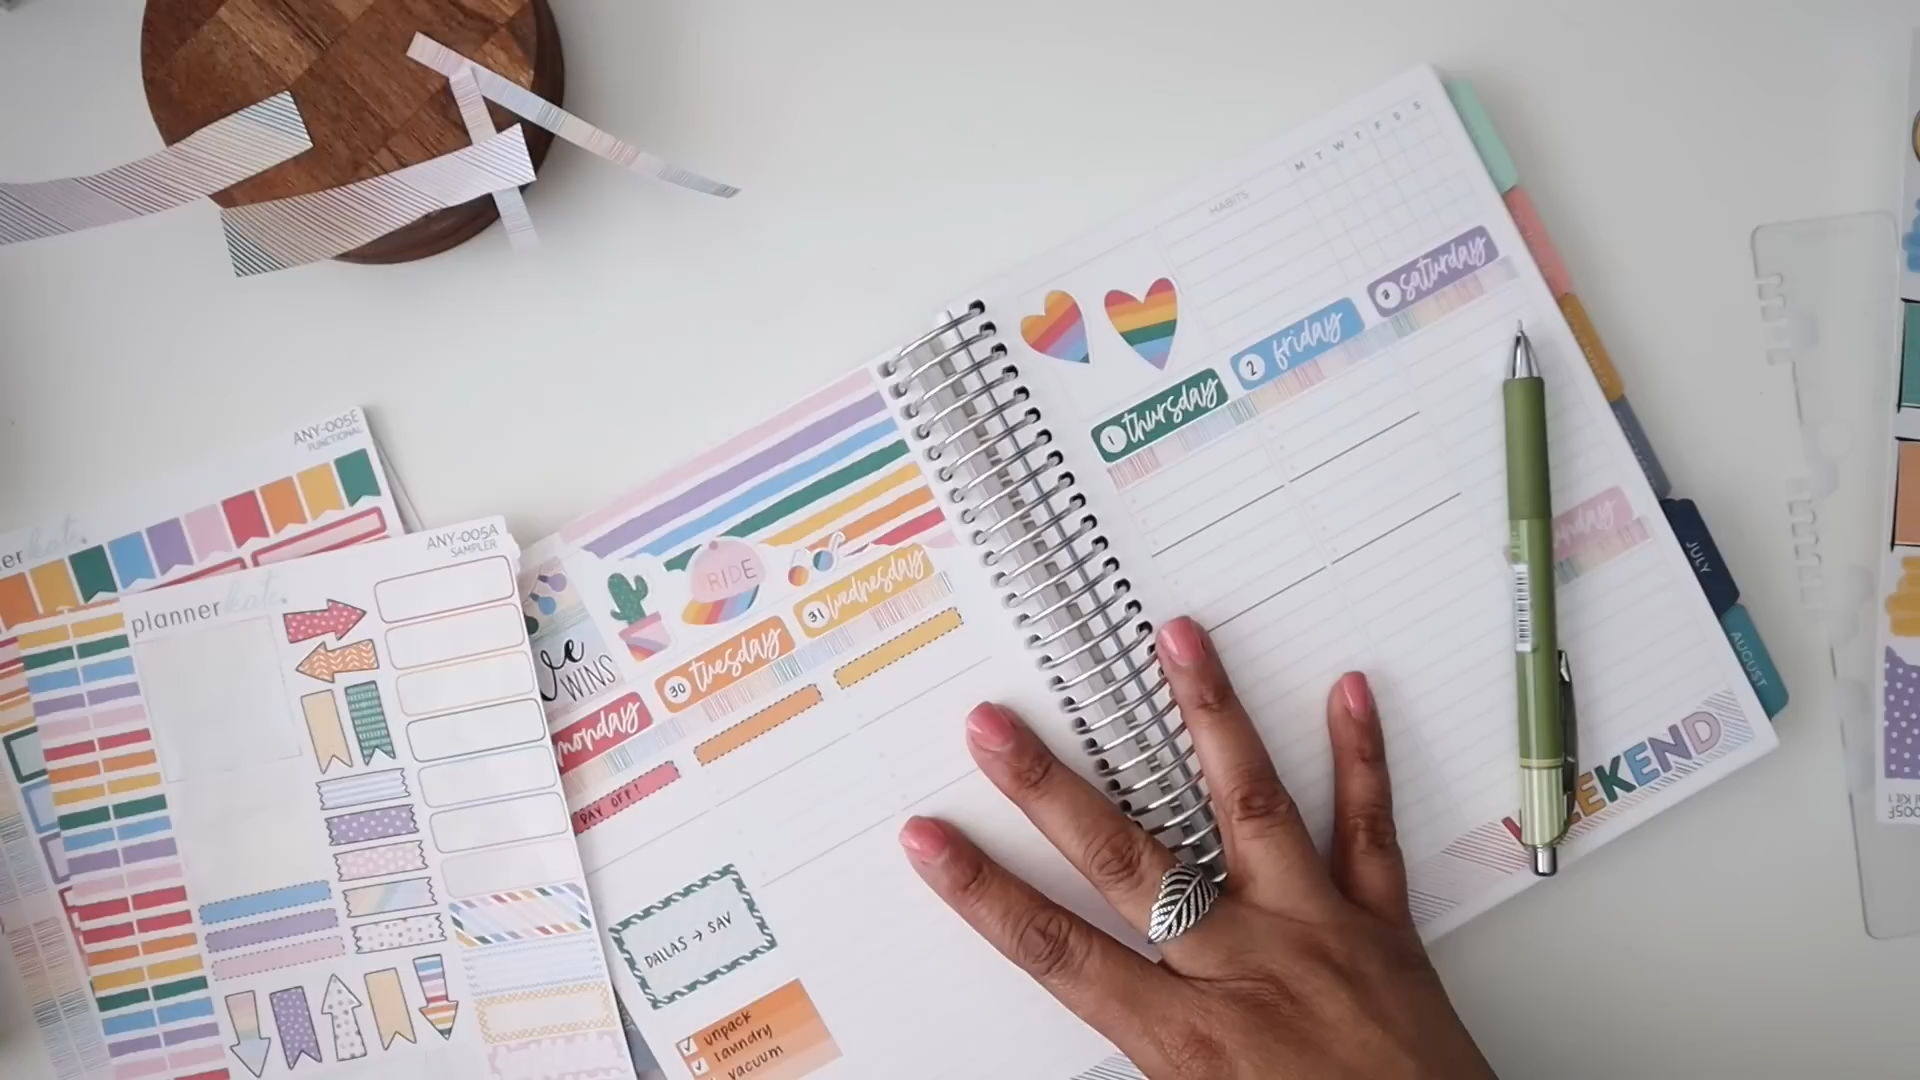 HABITS
M T W T F S S
3 saturday
2 friday
1 thursday
JULY
AUGUST
WEEKEND
RIDE
31 wednesday
30 tuesday
WINS
monday
DAY OFF!
DALLAS → SAV
unpack
laundry
vacuum
ANY-005E
FUNCTIONAL
ANY-005A
SAMPLER
planner kate.